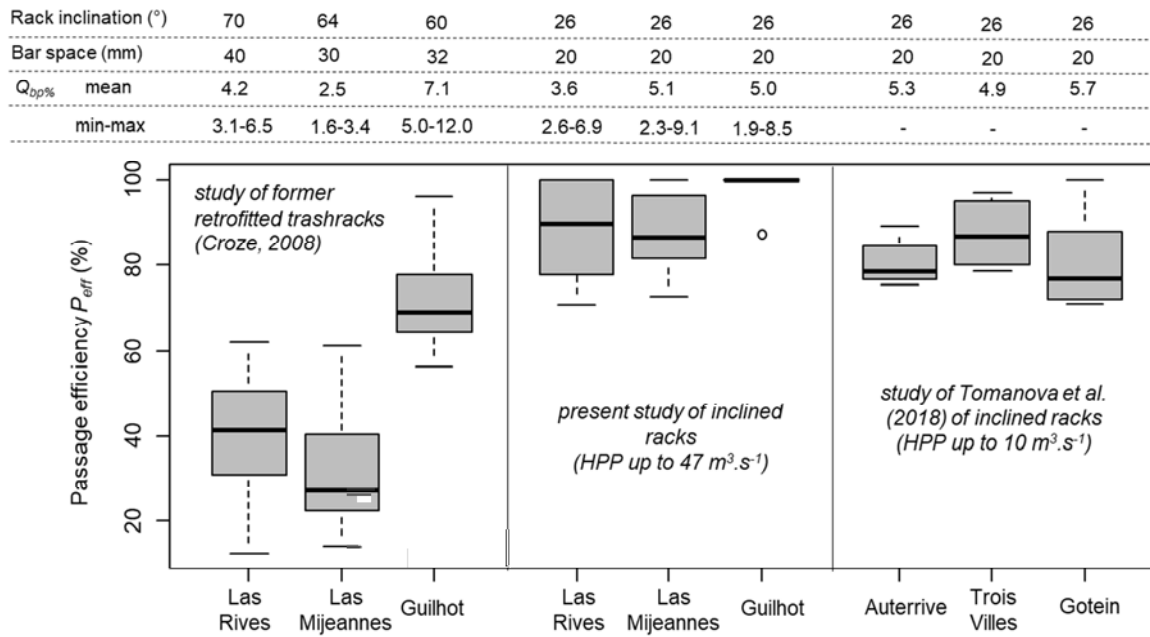 Rack inclination (°) 70 64 60 26 26 26 26 26 26
Bar space (mm) 40 30 32 20 20 20 20 20 20
Qbp% mean 4.2 2.5 7.1 3.6 5.1 5.0 5.3 4.9 5.7
min-max 3.1-6.5 1.6-3.4 5.0-12.0 2.6-6.9 2.3-9.1 1.9-8.5 - - -
Passage efficiency Peff (%)
100
80
60
40
20
study of former
retrofitted trashracks
(Croze, 2008)
present study of inclined
racks
(HPP up to 47 m³.s⁻¹)
study of Tomanova et al.
(2018) of inclined racks
(HPP up to 10 m³.s⁻¹)
Las
Rives
Las
Mijeannes
Guilhot
Las
Rives
Las
Mijeannes
Guilhot
Auterrive
Trois
Villes
Gotein